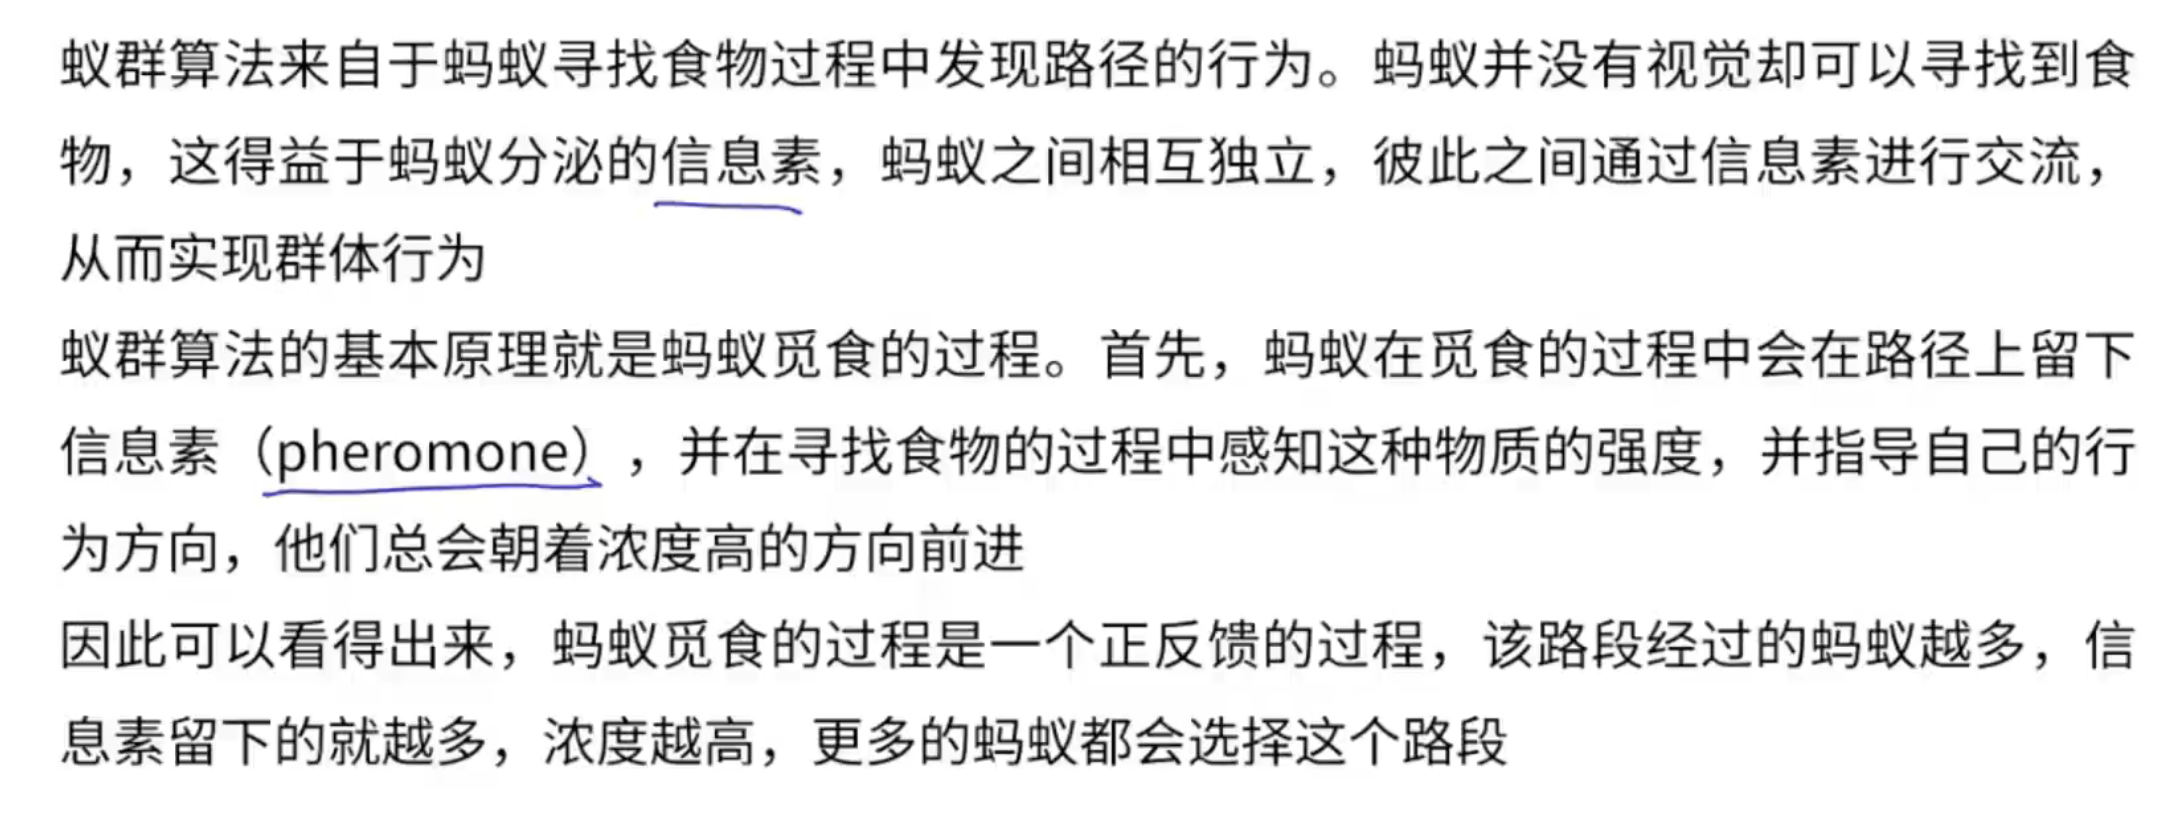 蚁群算法来自于蚂蚁寻找食物过程中发现路径的行为。蚂蚁并没有视觉却可以寻找到食
物，这得益于蚂蚁分泌的信息素，蚂蚁之间相互独立，彼此之间通过信息素进行交流，
从而实现群体行为
蚁群算法的基本原理就是蚂蚁觅食的过程。首先，蚂蚁在觅食的过程中会在路径上留下
信息素（pheromone），并在寻找食物的过程中感知这种物质的强度，并指导自己的行
为方向，他们总会朝着浓度高的方向前进
因此可以看得出来，蚂蚁觅食的过程是一个正反馈的过程，该路段经过的蚂蚁越多，信
息素留下的就越多，浓度越高，更多的蚂蚁都会选择这个路段